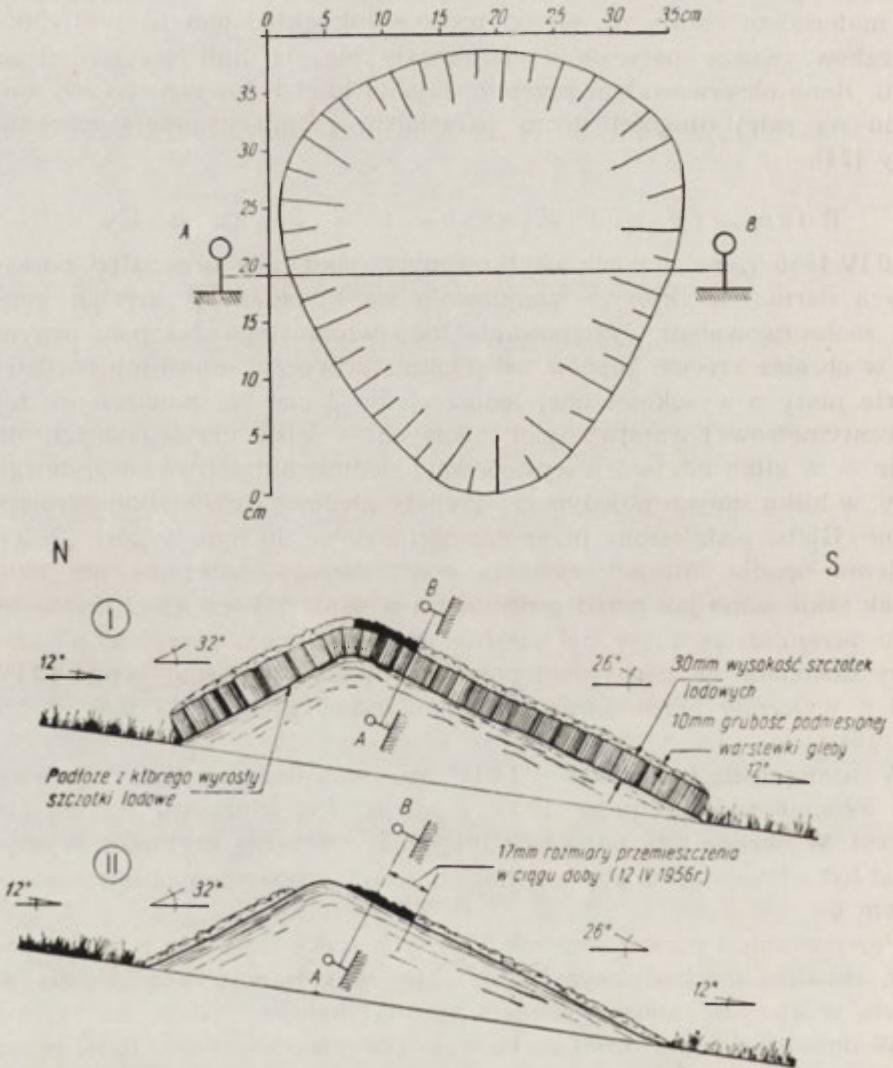 0 5 10 15 20 25 30 35 cm
35
30
25
A B
20
15
10
5
0
cm
N S
I
B
32° 26° 30mm wysokość szczotek
12° lodowych
10mm grubość podniesionej
warstewki gleby
A 12°
Podłoże z którego wyrosły
szczotki lodowe
II
B 17mm rozmiary przemieszczenia
w ciągu doby (12 IV 1956r)
12° 32°
26°
A
12°